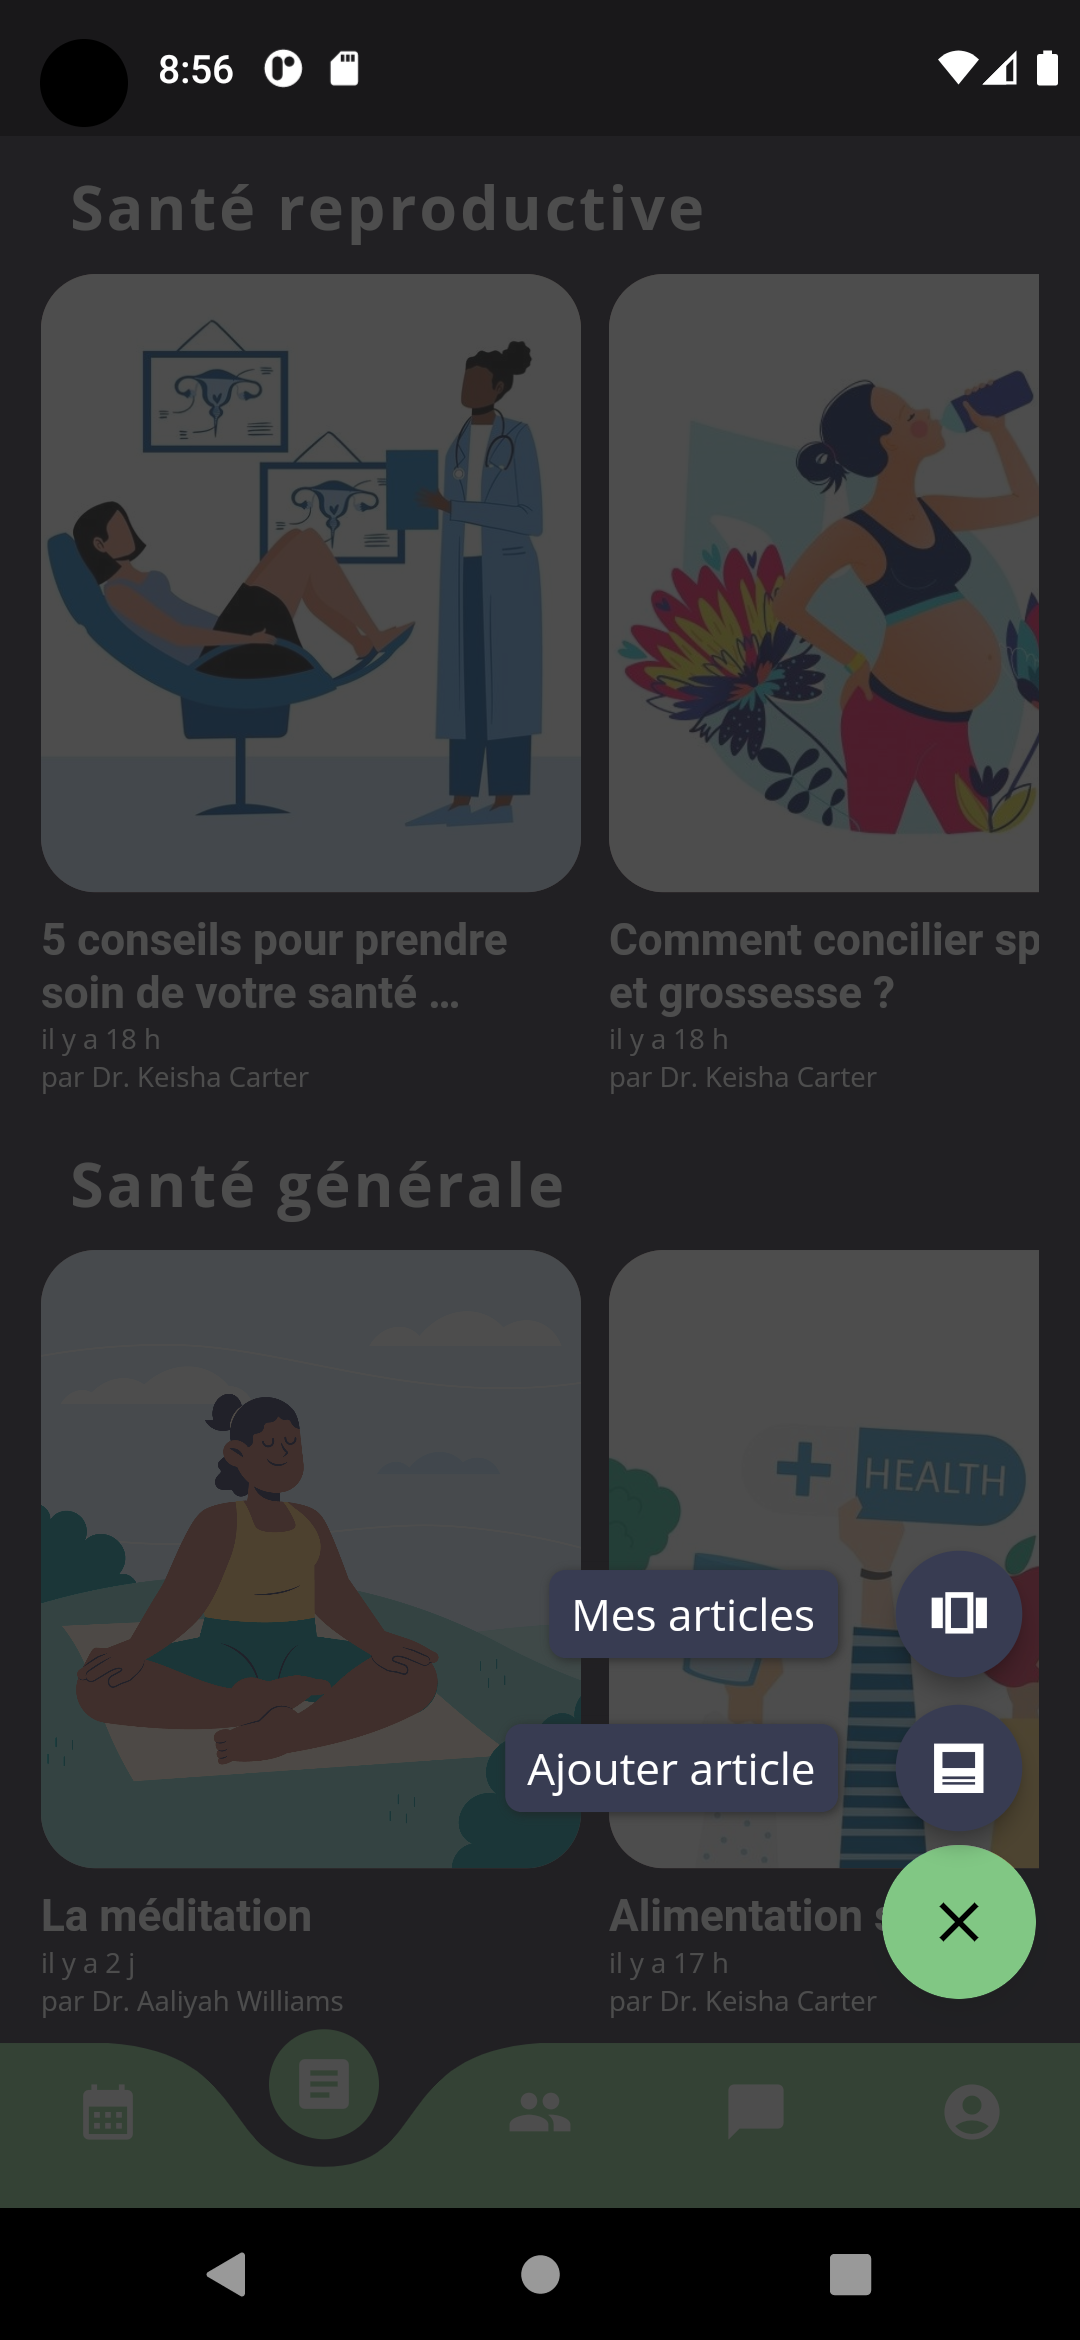 8:56
Santé reproductive
5 conseils pour prendre
soin de votre santé ...
il y a 18 h
par Dr. Keisha Carter
Comment concilier sp
et grossesse ?
il y a 18 h
par Dr. Keisha Carter
Santé générale
HEALTH
Mes articles
Ajouter article
La méditation
il y a 2 j
par Dr. Aaliyah Williams
Alimentation s
il y a 17 h
par Dr. Keisha Carter